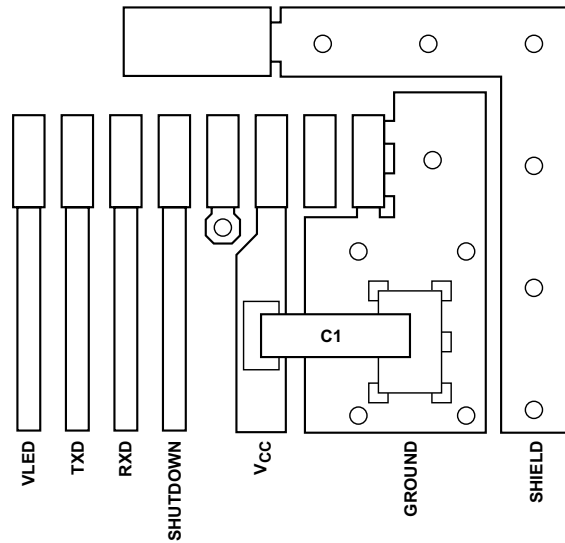 C1
VLED
TXD
RXD
SHUTDOWN
VCC
GROUND
SHIELD